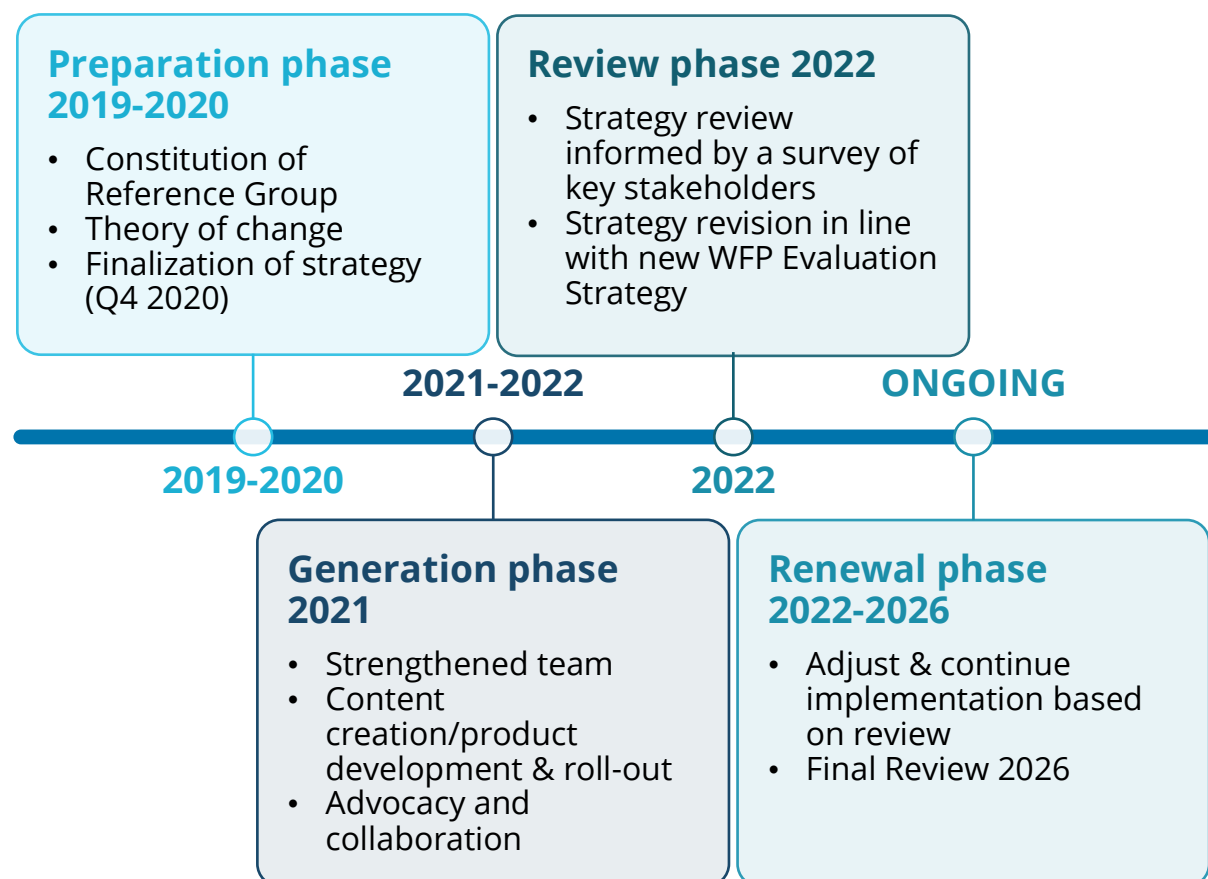 Preparation phase
2019-2020
• Constitution of
Reference Group
• Theory of change
• Finalization of strategy
(Q4 2020)
Review phase 2022
• Strategy review
informed by a survey of
key stakeholders
• Strategy revision in line
with new WFP Evaluation
Strategy
2021-2022
ONGOING
2019-2020
2022
Generation phase
2021
• Strengthened team
• Content
creation/product
development & roll-out
• Advocacy and
collaboration
Renewal phase
2022-2026
• Adjust & continue
implementation based
on review
• Final Review 2026